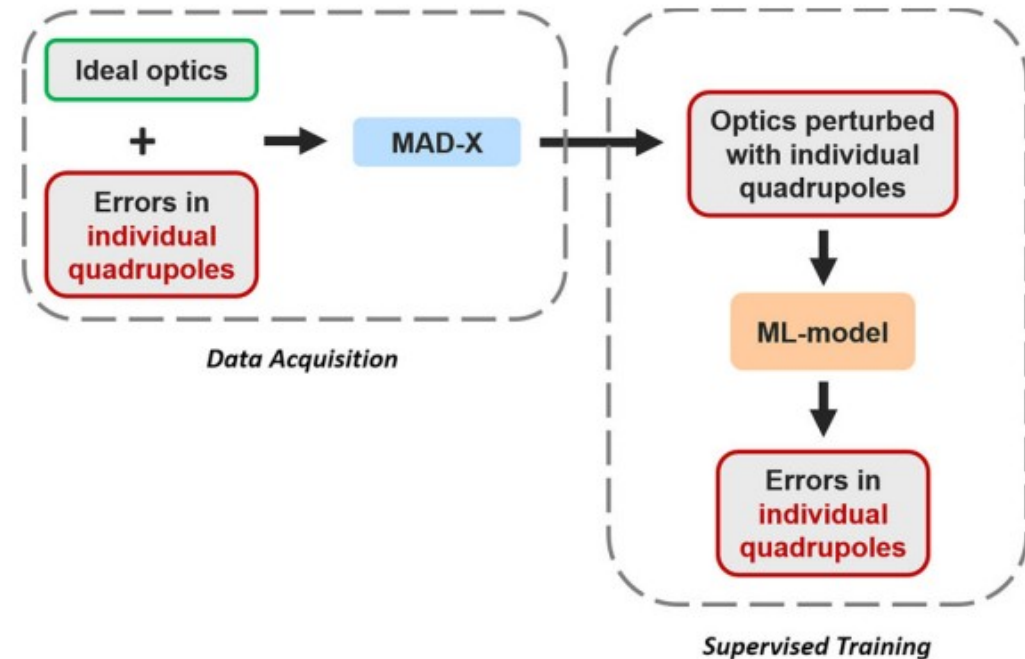 Ideal optics
+
Errors in
individual
quadrupoles
MAD-X
Data Acquisition
Optics perturbed
with individual
quadrupoles
ML-model
Errors in
individual
quadrupoles
Supervised Training